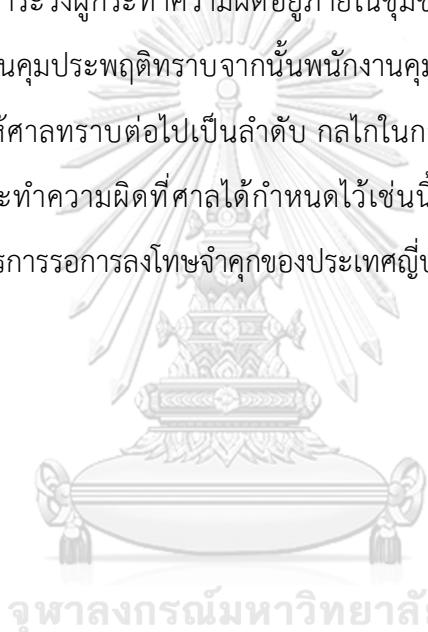 ระวังผู้กระทำความผิดอยู่ภายในชุมช
นคุมประพฤติทราบจากนั้นพนักงานคุม
ศาลทราบต่อไปเป็นลำดับ กลไกในก
ะทำความผิดที่ศาลได้กำหนดไว้เช่นนี้
รการรอการลงโทษจำคุกของประเทศญี่ป
จุฬาลงกรณ์มหาวิทยาลัย